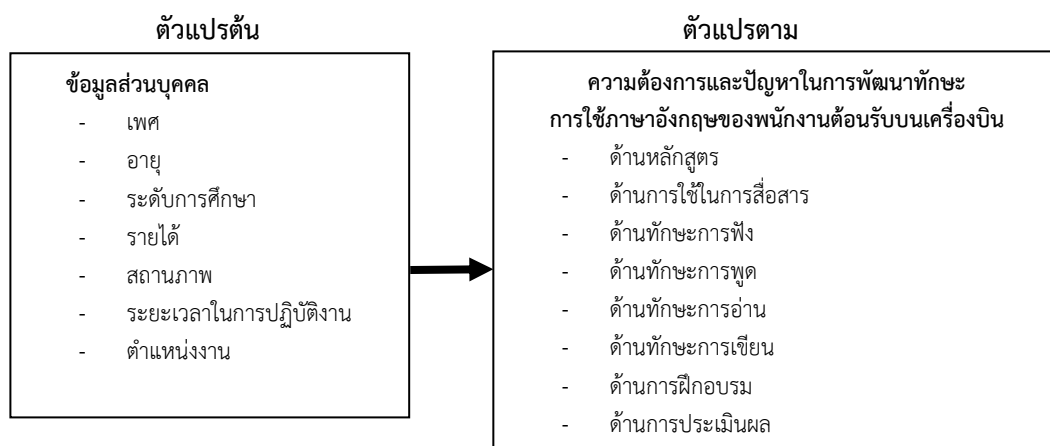 ตัวแปรต้น
ข้อมูลส่วนบุคคล
- เพศ
- อายุ
- ระดับการศึกษา
- รายได้
- สถานภาพ
- ระยะเวลาในการปฏิบัติงาน
- ตำแหน่งงาน
ตัวแปรตาม
ความต้องการและปัญหาในการพัฒนาทักษะ
การใช้ภาษาอังกฤษของพนักงานต้อนรับบนเครื่องบิน
- ด้านหลักสูตร
- ด้านการใช้ในการสื่อสาร
- ด้านทักษะการฟัง
- ด้านทักษะการพูด
- ด้านทักษะการอ่าน
- ด้านทักษะการเขียน
- ด้านการฝึกอบรม
- ด้านการประเมินผล